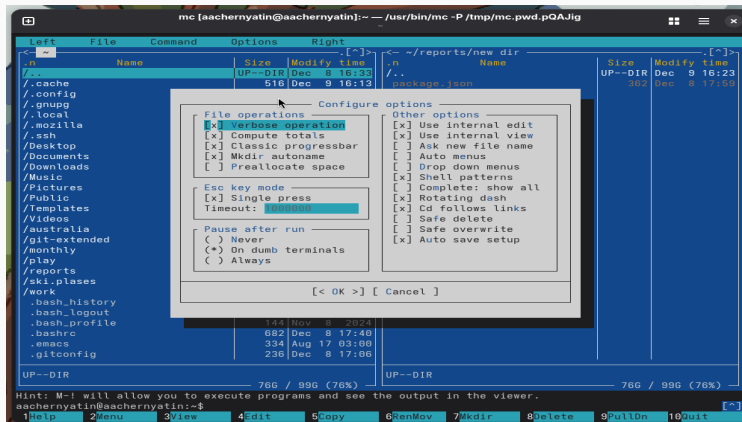 mc [aachernyatin@aachernyatin]:~ — /usr/bin/mc -P /tmp/mc.pwd.pQAJig
Left File Command Options Right
<— ~ .[^]> <— ~/reports/new dir .[^]>
.n Name Size Modify time .n Name Size Modify time
/.. UP--DIR Dec 8 16:33 /.. UP--DIR Dec 9 16:23
/.cache 516 Dec 9 16:13 package.json 362 Dec 8 17:59
/.config
/.gnupg Configure options
/.local File operations Other options
/.mozilla [x] Verbose operation [x] Use internal edit
/.ssh [x] Compute totals [x] Use internal view
/Desktop [x] Classic progressbar [ ] Ask new file name
/Documents [x] Mkdir autoname [ ] Auto menus
/Downloads [ ] Preallocate space [ ] Drop down menus
/Music [x] Shell patterns
/Pictures Esc key mode [ ] Complete: show all
/Public [x] Single press [x] Rotating dash
/Templates Timeout: 1000000 [x] Cd follows links
/Videos [ ] Safe delete
/australia Pause after run [ ] Safe overwrite
/git-extended ( ) Never [x] Auto save setup
/monthly (*) On dumb terminals
/play ( ) Always
/reports
/ski.plases
/work [< OK >] [ Cancel ]
.bash_history
.bash_logout
.bash_profile 144 Nov 8 2024
.bashrc 682 Dec 8 17:40
.emacs 334 Aug 17 03:00
.gitconfig 236 Dec 8 17:06
UP--DIR UP--DIR
76G / 99G (76%) 76G / 99G (76%)
Hint: M-! will allow you to execute programs and see the output in the viewer.
aachernyatin@aachernyatin:~$ [^]
1Help 2Menu 3View 4Edit 5Copy 6RenMov 7Mkdir 8Delete 9PullDn 10Quit